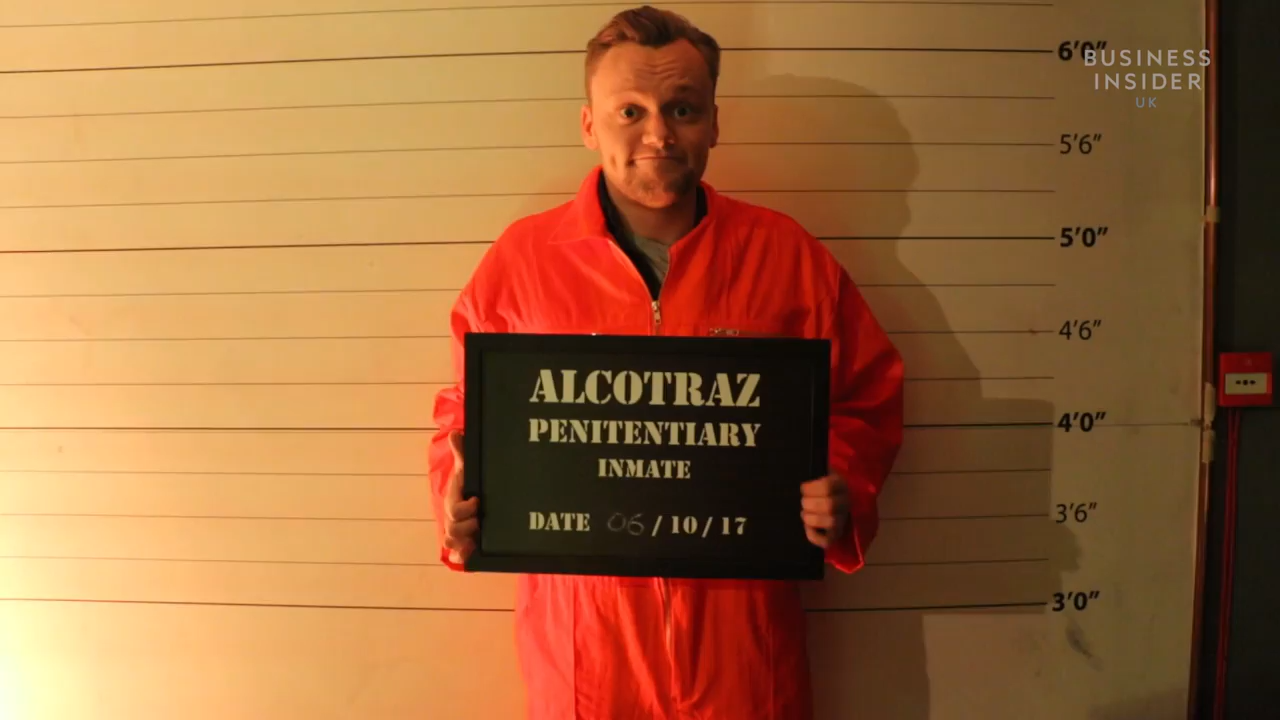 6'0"
BUSINESS
INSIDER
UK
5'6"
5'0"
4'6"
4'0"
3'6"
3'0"
ALCOTRAZ
PENITENTIARY
INMATE
DATE 06/10/17